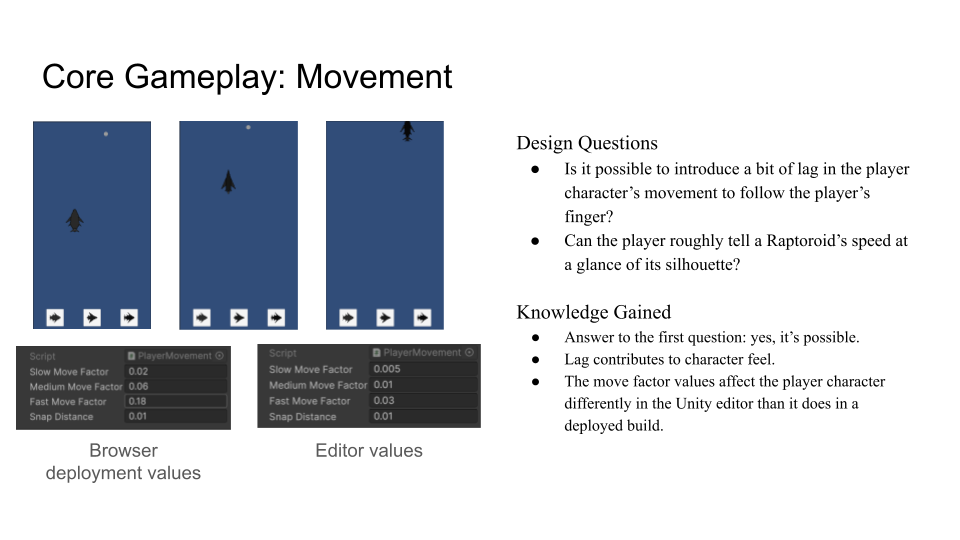 Core Gameplay: Movement
Design Questions
● Is it possible to introduce a bit of lag in the player
character’s movement to follow the player’s
finger?
● Can the player roughly tell a Raptoroid’s speed at
a glance of its silhouette?
Knowledge Gained
● Answer to the first question: yes, it’s possible.
● Lag contributes to character feel.
● The move factor values affect the player character
differently in the Unity editor than it does in a
deployed build.
Script PlayerMovement
Slow Move Factor 0.02
Medium Move Factor 0.06
Fast Move Factor 0.18
Snap Distance 0.01
Browser
deployment values
Script PlayerMovement
Slow Move Factor 0.005
Medium Move Factor 0.01
Fast Move Factor 0.03
Snap Distance 0.01
Editor values